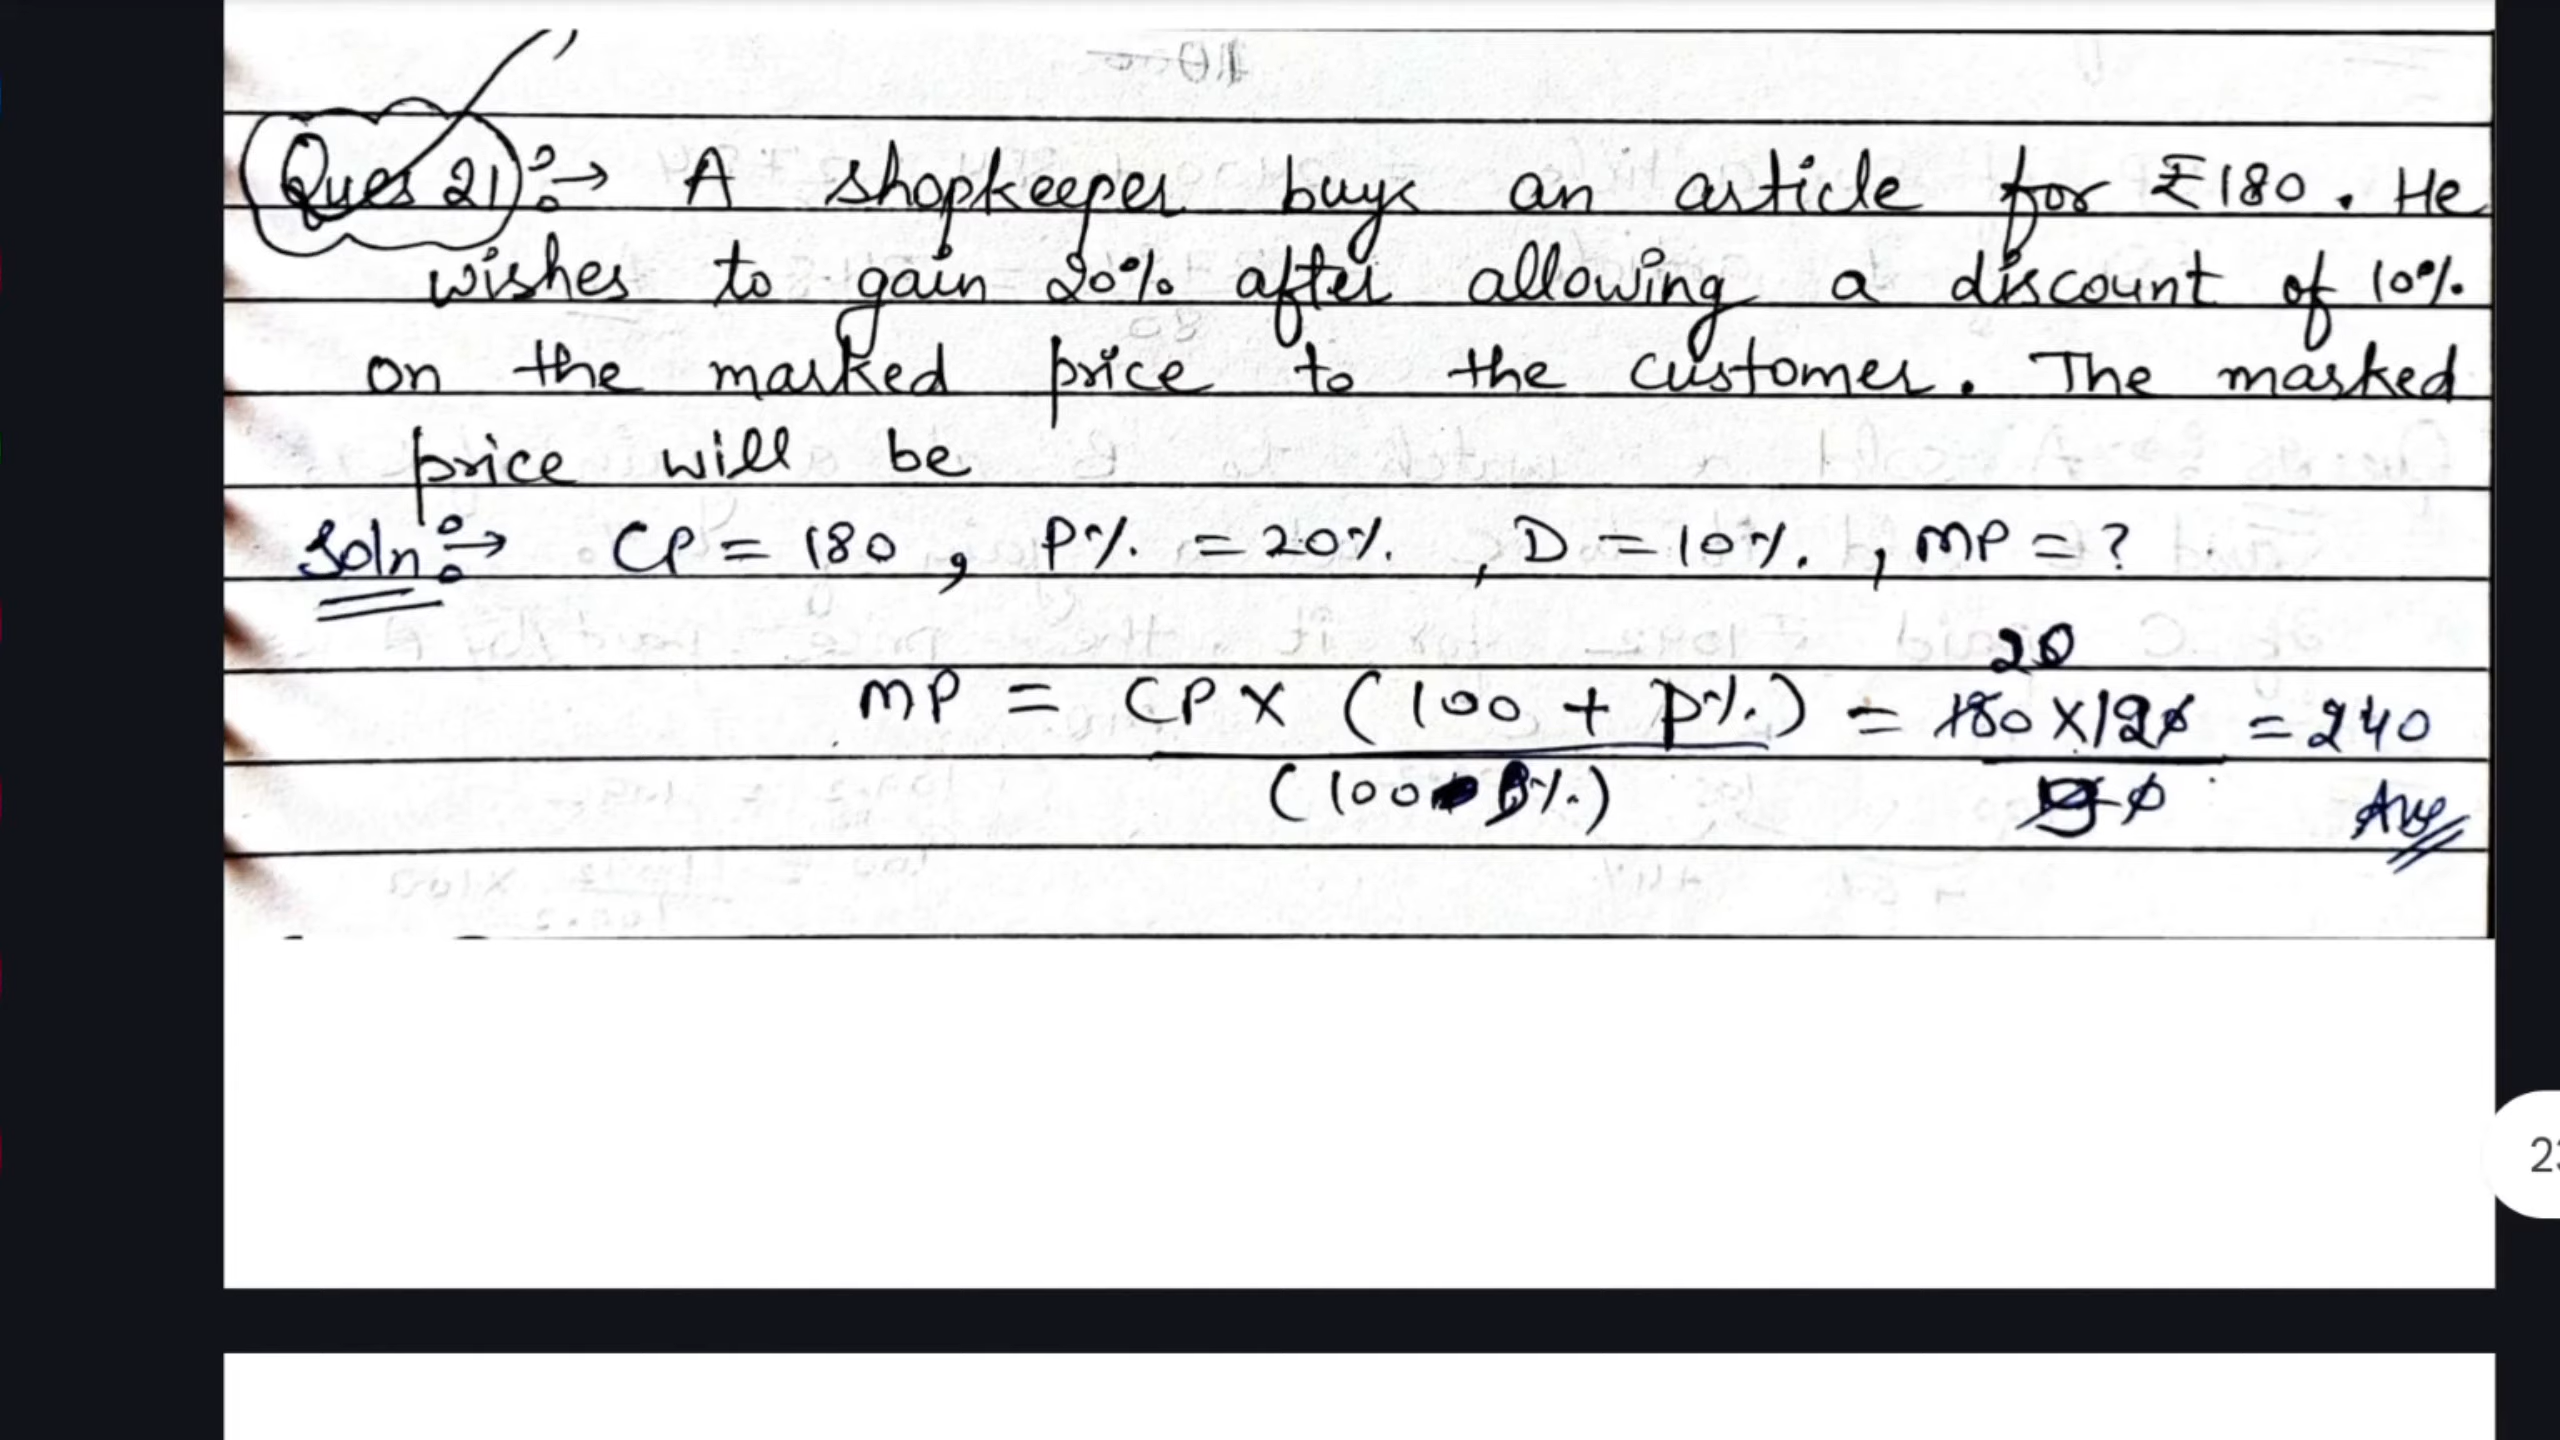 Ques 21 :→ A shopkeeper buys an article for ₹180. He
wishes to gain 20% after allowing a discount of 10%
on the marked price to the customer. The marked
price will be
Soln :→ CP = 180, P% = 20%, D = 10%, MP = ?
20
MP = CP X (100 + P%) = 180 X 120 = 240
(100 - D%) 90 Ans
23